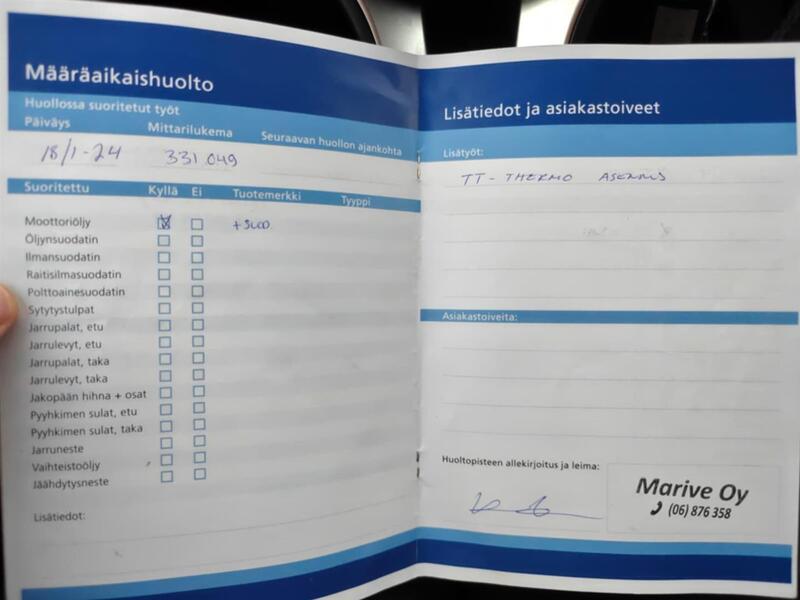 Määräaikaishuolto
Huollossa suoritetut työt
Päiväys Mittarilukema Seuraavan huollon ajankohta
18/1-24 331.049
Suoritettu Kyllä Ei Tuotemerkki Tyyppi
Moottoriöljy +SUOD.
Öljynsuodatin
Ilmansuodatin
Raitisilmasuodatin
Polttoainesuodatin
Sytytystulpat
Jarrupalat, etu
Jarrulevyt, etu
Jarrupalat, taka
Jarrulevyt, taka
Jakopään hihna + osat
Pyyhkimen sulat, etu
Pyyhkimen sulat, taka
Jarruneste
Vaihteistoöljy
Jäähdytysneste
Lisätiedot:
Lisätiedot ja asiakastoiveet
Lisätyöt:
TT-THERMO ASENNUS
Asiakastoiveita:
Huoltopisteen allekirjoitus ja leima:
Marive Oy
(06) 876 358